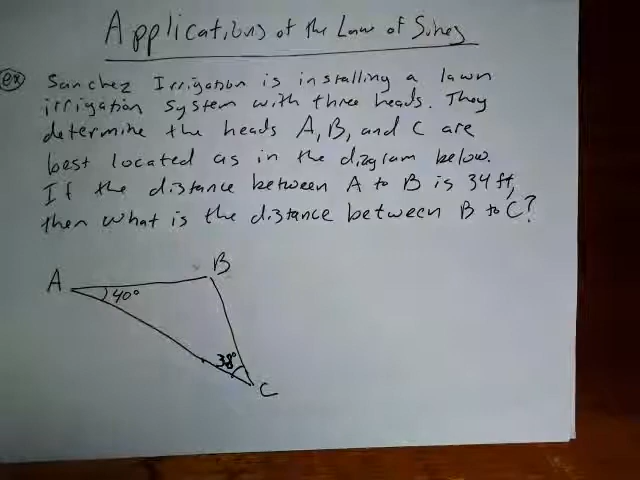 Applications of the Law of Sines
ex Sanchez Irrigation is installing a lawn
irrigation system with three heads. They
determine the heads A, B, and C are
best located as in the diagram below.
If the distance between A to B is 34 ft,
then what is the distance between B to C?
B
A
40°
38°
C